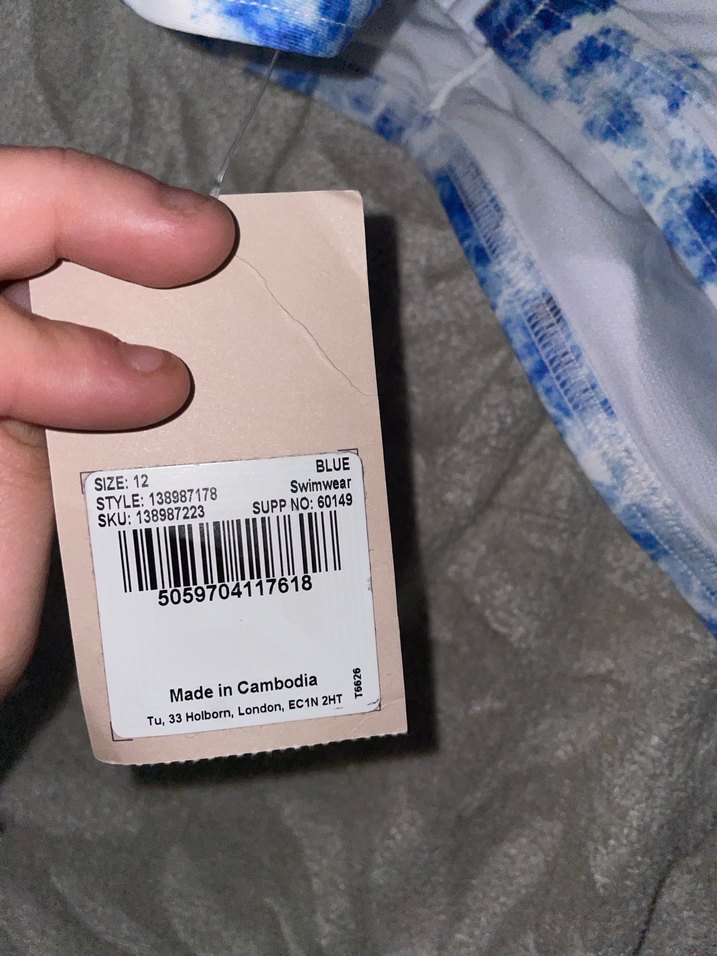 SIZE: 12
BLUE
STYLE: 138987178
Swimwear
SKU: 138987223
SUPP NO: 60149
5059704117618
Made in Cambodia
Tu, 33 Holborn, London, EC1N 2HT
T6626